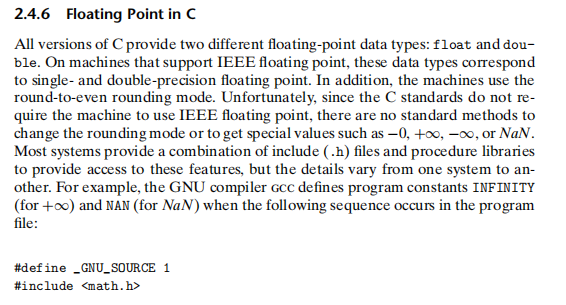 2.4.6 Floating Point in C
All versions of C provide two different floating-point data types: float and dou-
ble. On machines that support IEEE floating point, these data types correspond
to single- and double-precision floating point. In addition, the machines use the
round-to-even rounding mode. Unfortunately, since the C standards do not re-
quire the machine to use IEEE floating point, there are no standard methods to
change the rounding mode or to get special values such as −0, +∞, −∞, or NaN.
Most systems provide a combination of include (.h) files and procedure libraries
to provide access to these features, but the details vary from one system to an-
other. For example, the GNU compiler GCC defines program constants INFINITY
(for +∞) and NAN (for NaN) when the following sequence occurs in the program
file:
#define _GNU_SOURCE 1
#include <math.h>